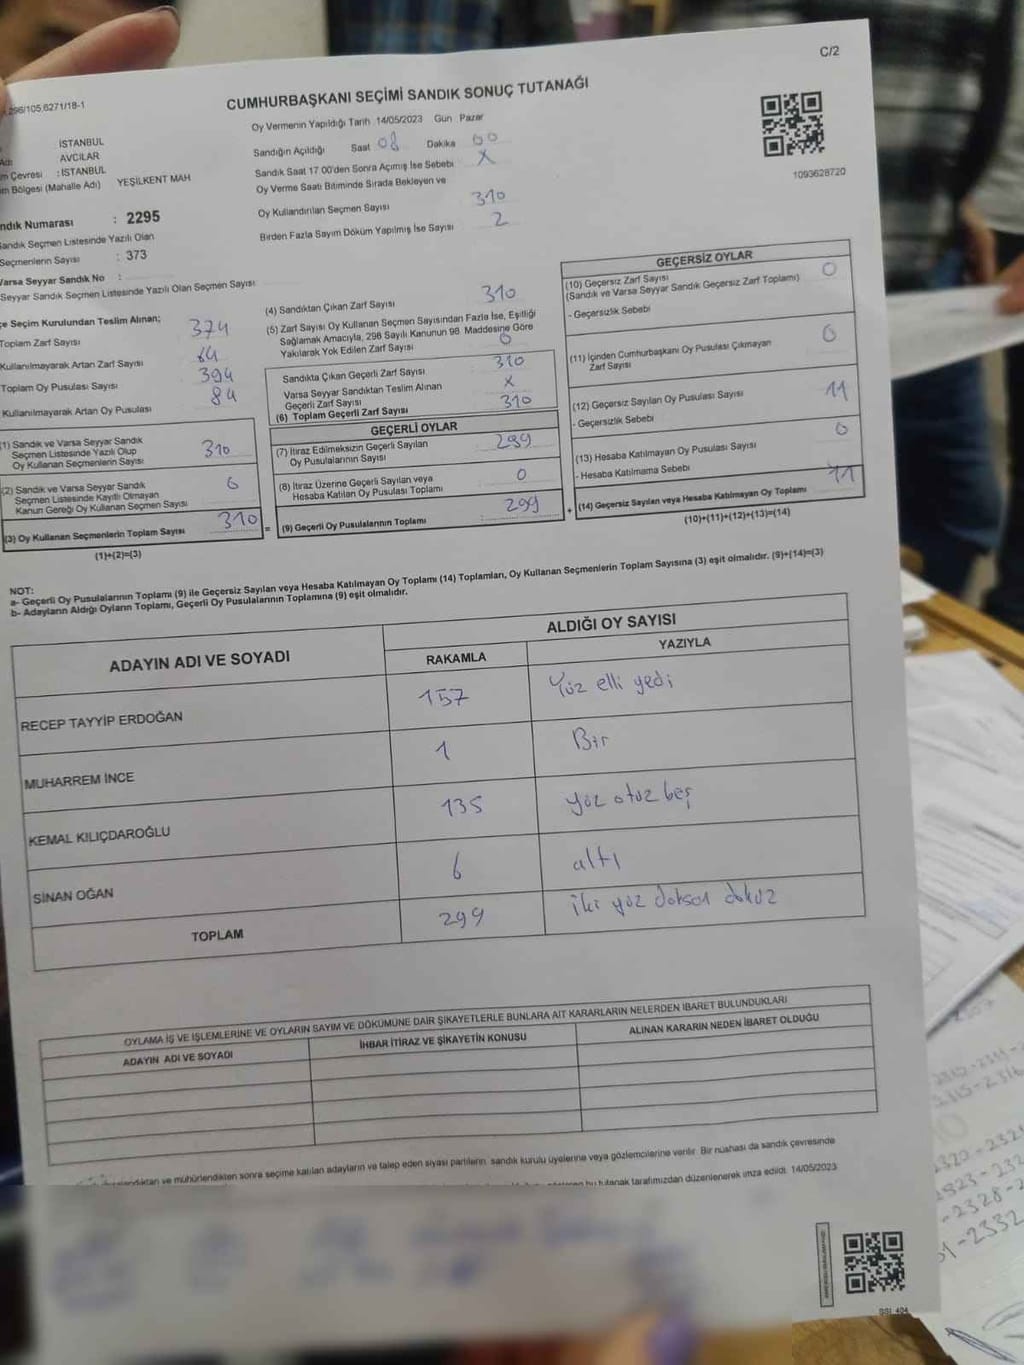 C/2
296/105,6271/18-1
CUMHURBAŞKANI SEÇİMİ SANDIK SONUÇ TUTANAĞI
Oy Vermenin Yapıldığı Tarih 14/05/2023 Gün Pazar
Sandığın Açıldığı Saat 08 Dakika 00
Sandık Saat 17.00'den Sonra Açımış İse Sebebi X
Oy Verme Saati Bitiminde Sırada Bekleyen ve
Oy Kullandırılan Seçmen Sayısı 310
Birden Fazla Sayım Döküm Yapılmış İse Sayısı 2
1093628720
İSTANBUL
AVCILAR
m Çevresi : İSTANBUL
m Bölgesi (Mahalle Adı) YEŞİLKENT MAH
ndık Numarası : 2295
Sandık Seçmen Listesinde Yazılı Olan
Seçmenlerin Sayısı : 373
Varsa Seyyar Sandık No :
Seyyar Sandık Seçmen Listesinde Yazılı Olan Seçmen Sayısı:
e Seçim Kurulundan Teslim Alınan;
Toplam Zarf Sayısı 374
Kullanılmayarak Artan Zarf Sayısı 64
Toplam Oy Pusulası Sayısı 394
Kullanılmayarak Artan Oy Pusulası 84
(1) Sandık ve Varsa Seyyar Sandık
Seçmen Listesinde Yazılı Olup
Oy Kullanan Seçmenlerin Sayısı 310
(2) Sandık ve Varsa Seyyar Sandık
Seçmen Listesinde Kayıtlı Olmayan
Kanun Gereği Oy Kullanan Seçmen Sayısı 0
(3) Oy Kullanan Seçmenlerin Toplam Sayısı 310
(1)+(2)=(3)
=
(4) Sandıktan Çıkan Zarf Sayısı 310
(5) Zarf Sayısı Oy Kullanan Seçmen Sayısından Fazla İse, Eşitliği
Sağlamak Amacıyla, 298 Sayılı Kanunun 98. Maddesine Göre
Yakılarak Yok Edilen Zarf Sayısı 0
Sandıkta Çıkan Geçerli Zarf Sayısı 310
Varsa Seyyar Sandıktan Teslim Alınan
Geçerli Zarf Sayısı X
(6) Toplam Geçerli Zarf Sayısı 310
GEÇERLİ OYLAR
(7) İtiraz Edilmeksizin Geçerli Sayılan
Oy Pusulalarının Sayısı 299
(8) İtiraz Üzerine Geçerli Sayılan veya
Hesaba Katılan Oy Pusulası Toplamı 0
(9) Geçerli Oy Pusulalarının Toplamı : 299
+
GEÇERSİZ OYLAR
(10) Geçersiz Zarf Sayısı 0
(Sandık ve Varsa Seyyar Sandık Geçersiz Zarf Toplamı)
- Geçersizlik Sebebi
(11) İçinden Cumhurbaşkanı Oy Pusulası Çıkmayan
Zarf Sayısı 0
(12) Geçersiz Sayılan Oy Pusulası Sayısı 11
- Geçersizlik Sebebi
(13) Hesaba Katılmayan Oy Pusulası Sayısı 0
- Hesaba Katılmama Sebebi
(14) Geçersiz Sayılan veya Hesaba Katılmayan Oy Toplamı 11
(10)+(11)+(12)+(13)=(14)
NOT:
a- Geçerli Oy Pusulalarının Toplamı (9) ile Geçersiz Sayılan veya Hesaba Katılmayan Oy Toplamı (14) Toplamları, Oy Kullanan Seçmenlerin Toplam Sayısına (3) eşit olmalıdır. (9)+(14)=(3)
b- Adayların Aldığı Oyların Toplamı, Geçerli Oy Pusulalarının Toplamına (9) eşit olmalıdır.
ADAYIN ADI VE SOYADI
ALDIĞI OY SAYISI
RAKAMLA YAZIYLA
RECEP TAYYİP ERDOĞAN 157 Yüz elli yedi
MUHARREM İNCE 1 Bir
KEMAL KILIÇDAROĞLU 135 yüz otuz beş
SİNAN OĞAN 6 altı
TOPLAM 299 iki yüz doksan dokuz
OYLAMA İŞ VE İŞLEMLERİNE VE OYLARIN SAYIM VE DÖKÜMÜNE DAİR ŞİKAYETLERLE BUNLARA AİT KARARLARIN NELERDEN İBARET BULUNDUKLARI
ADAYIN ADI VE SOYADI İHBAR İTİRAZ VE ŞİKAYETİN KONUSU ALINAN KARARIN NEDEN İBARET OLDUĞU
ve mühürlendikten sonra seçime katılan adayların ve talep eden siyasi partilerin sandık kurulu üyelerine veya gözlemcilerine verilir. Bir nüshası da sandık çevresinde
bu tutanak tarafımızdan düzenlenerek imza edildi. 14/05/2023